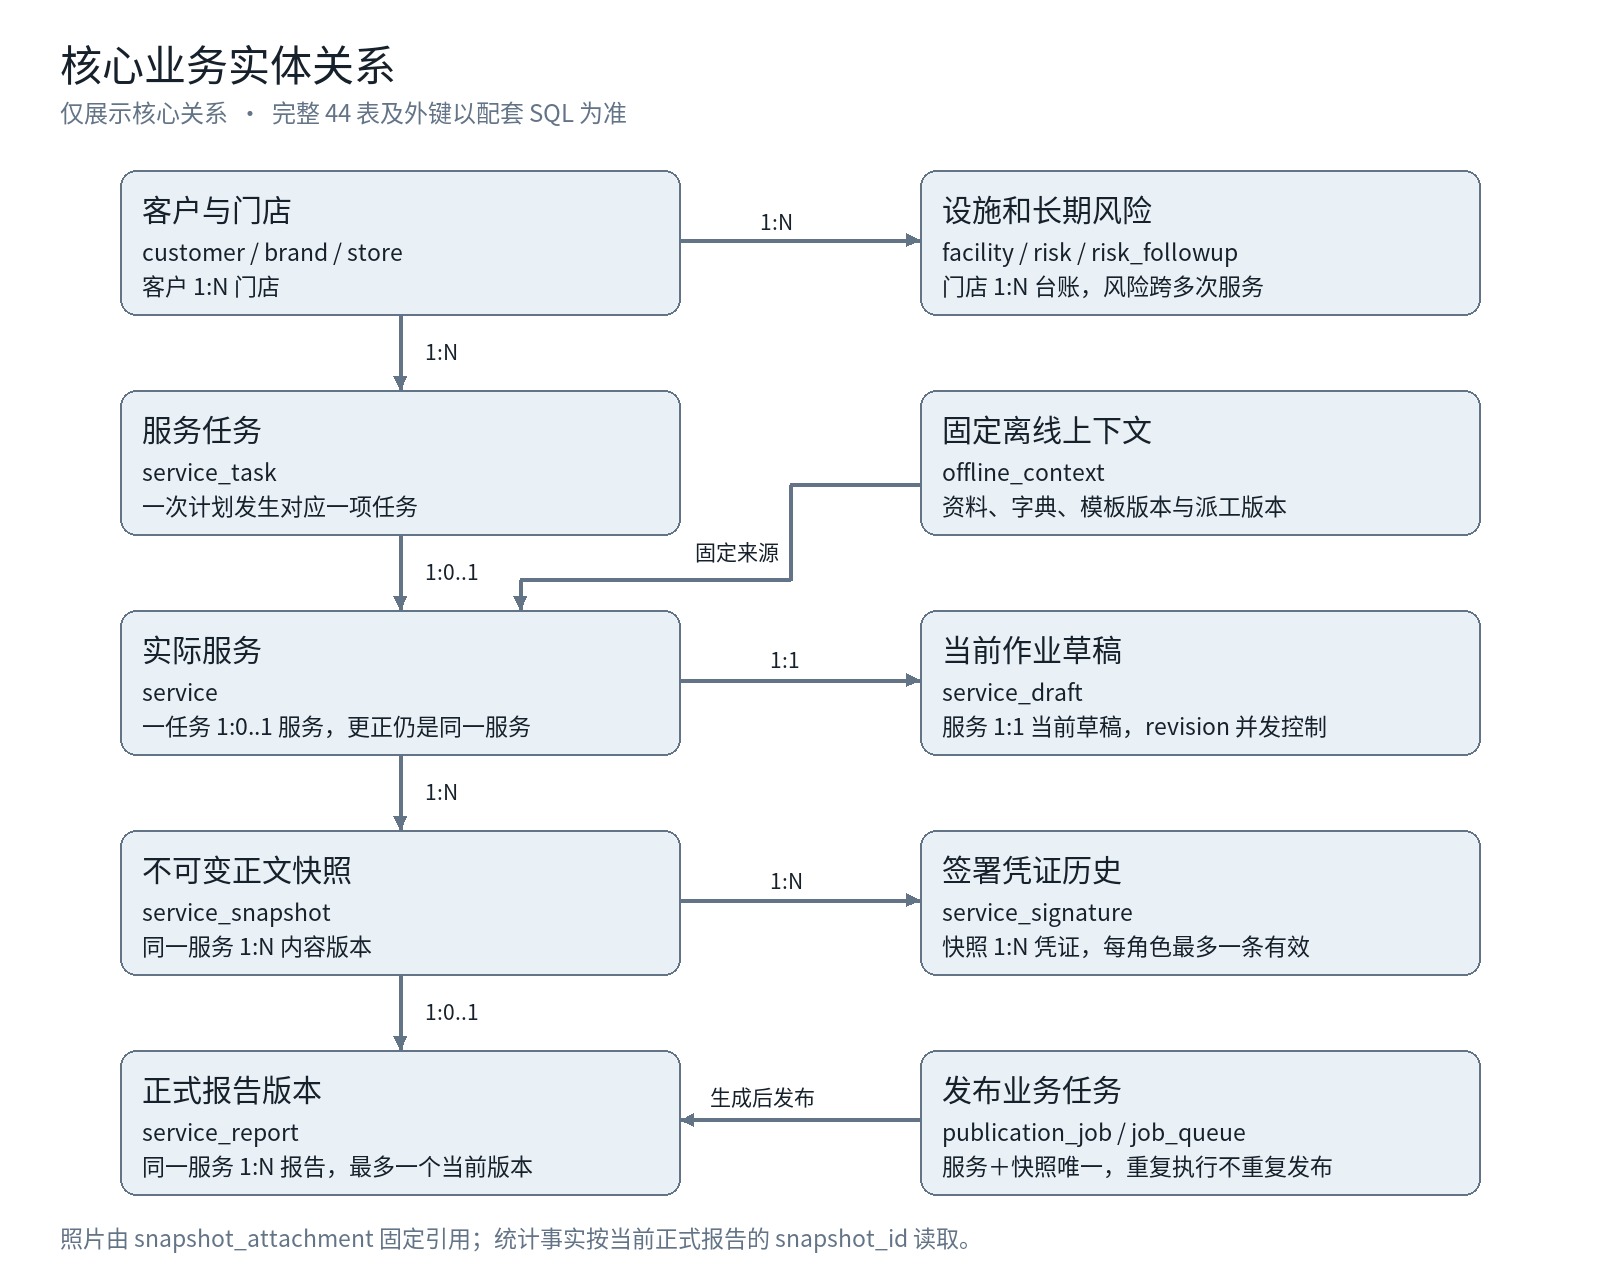 核心业务实体关系
仅展示核心关系 · 完整 44 表及外键以配套 SQL 为准
客户与门店
customer / brand / store
客户 1:N 门店
1:N
设施和长期风险
facility / risk / risk_followup
门店 1:N 台账，风险跨多次服务
1:N
服务任务
service_task
一次计划发生对应一项任务
固定离线上下文
offline_context
资料、字典、模板版本与派工版本
1:0..1
固定来源
实际服务
service
一任务 1:0..1 服务，更正仍是同一服务
1:1
当前作业草稿
service_draft
服务 1:1 当前草稿，revision 并发控制
1:N
不可变正文快照
service_snapshot
同一服务 1:N 内容版本
1:N
签署凭证历史
service_signature
快照 1:N 凭证，每角色最多一条有效
1:0..1
正式报告版本
service_report
同一服务 1:N 报告，最多一个当前版本
生成后发布
发布业务任务
publication_job / job_queue
服务＋快照唯一，重复执行不重复发布
照片由 snapshot_attachment 固定引用；统计事实按当前正式报告的 snapshot_id 读取。